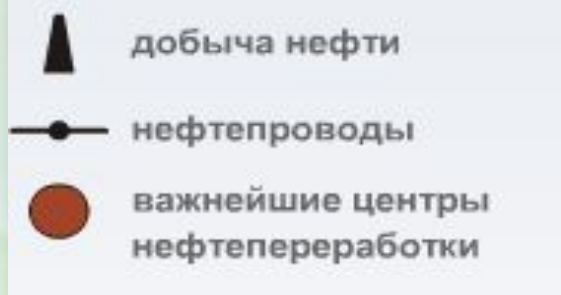 добыча нефти
нефтепроводы
важнейшие центры
нефтепереработки